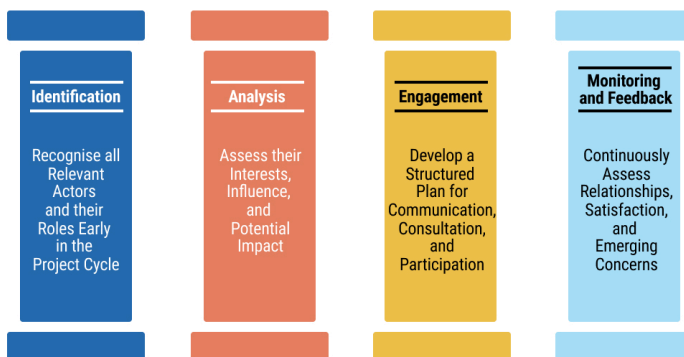 Identification
Recognise all
Relevant
Actors
and their
Roles Early
in the
Project Cycle
Analysis
Assess their
Interests,
Influence,
and
Potential
Impact
Engagement
Develop a
Structured
Plan for
Communication,
Consultation,
and
Participation
Monitoring
and Feedback
Continuously
Assess
Relationships,
Satisfaction,
and
Emerging
Concerns